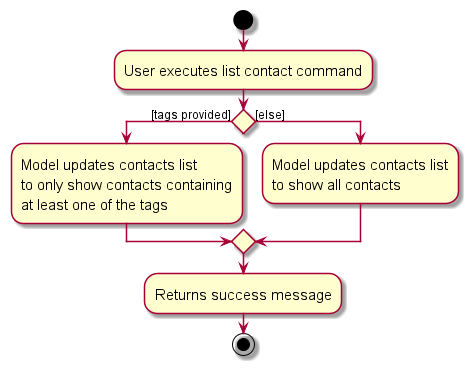 User executes list contact command
[tags provided]
[else]
Model updates contacts list
to only show contacts containing
at least one of the tags
Model updates contacts list
to show all contacts
Returns success message